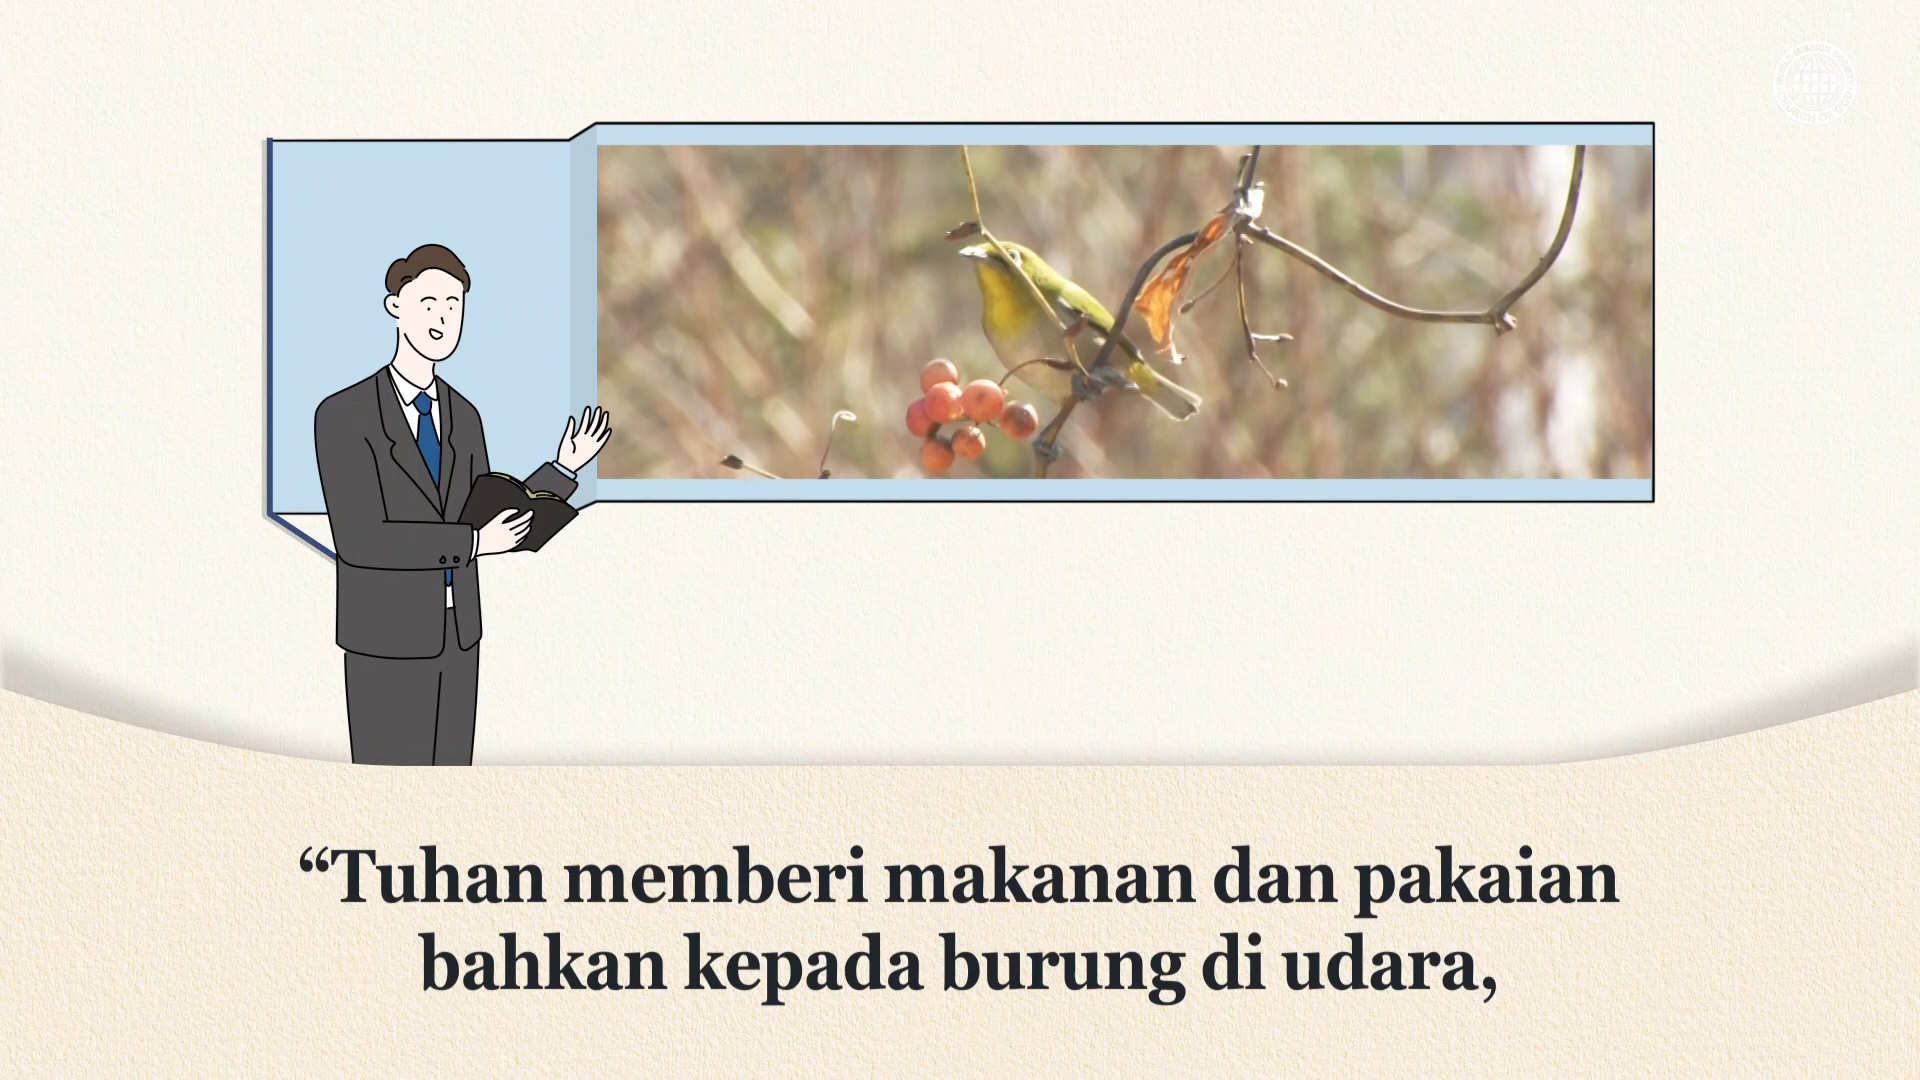 “Tuhan memberi makanan dan pakaian
bahkan kepada burung di udara,